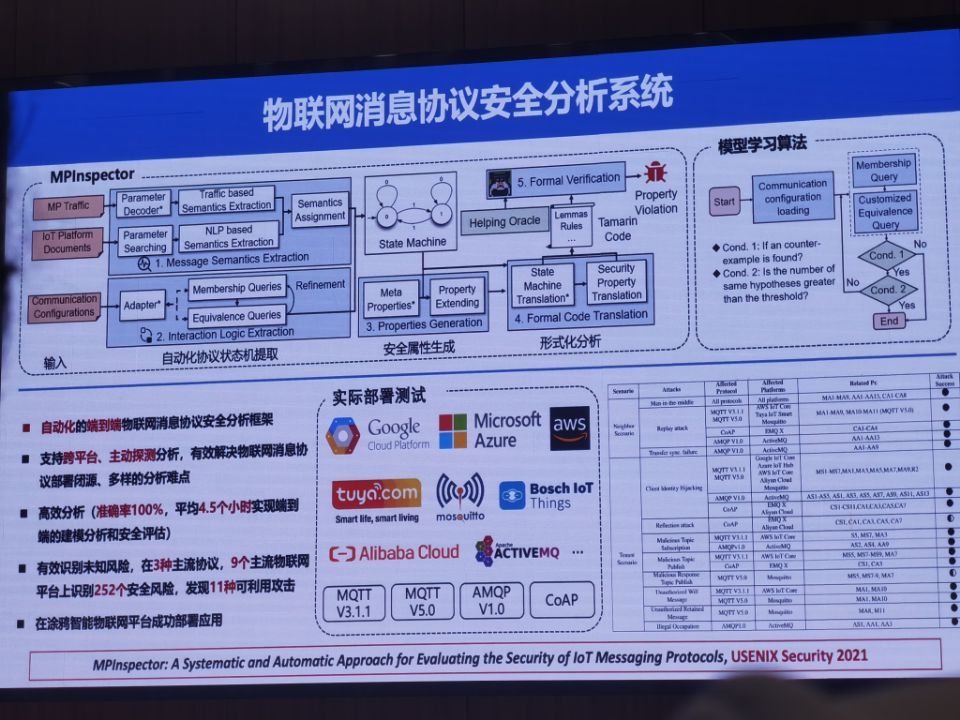 物联网消息协议安全分析系统
MPInspector
MP Traffic
Parameter
Decoder*
Traffic based
Semantics Extraction
Semantics
Assignment
IoT Platform
Documents
Parameter
Searching
NLP based
Semantics Extraction
1. Message Semantics Extraction
Communication
Configurations
Adapter*
Membership Queries
Equivalence Queries
Refinement
2. Interaction Logic Extraction
输入
自动化协议状态机提取
State Machine
Meta
Properties*
Property
Extending
3. Properties Generation
安全属性生成
5. Formal Verification
Property
Violation
Helping Oracle
Lemmas
Rules
...
Tamarin
Code
State
Machine
Translation*
Security
Property
Translation
4. Formal Code Translation
形式化分析
模型学习算法
Start
Communication
configuration
loading
Membership
Query
Customized
Equivalence
Query
Cond. 1
No
Yes
Cond. 2
No
Yes
End
◆ Cond. 1: If an counter-
example is found?
◆ Cond. 2: Is the number of
same hypotheses greater
than the threshold?
自动化的端到端物联网消息协议安全分析框架
支持跨平台、主动探测分析，有效解决物联网消息协
议部署闭源、多样的分析难点
高效分析（准确率100%，平均4.5个小时实现端到
端的建模分析和安全评估）
有效识别未知风险，在3种主流协议，9个主流物联网
平台上识别252个安全风险，发现11种可利用攻击
在涂鸦智能物联网平台成功部署应用
实际部署测试
Google
Cloud Platform
Microsoft
Azure
aws
tuya.com
Smart life, smart living
mosquitto
Bosch IoT
Things
Alibaba Cloud
Apache
ACTIVEMQ
...
MQTT
V3.1.1
MQTT
V5.0
AMQP
V1.0
CoAP
Scenario
Attacks
Affected
Protocol
Affected
Platforms
Related Ps
Attack
Success
Neighbor
Scenario
Man-in-the-middle
All protocols
All platforms
MA1-MA9, AA1-AA13, CA1-CA8
Replay attack
MQTT V3.1.1
MQTT V5.0
AWS IoT Core
Tuya IoT Smart
Mosquitto
MA1-MA9, MA10-MA11 (MQTT V5.0)
CoAP
EMQ X
CA1-CA4
AMQP V1.0
ActiveMQ
AA1-AA13
Transfer sync. failure
AMQP V1.0
ActiveMQ
AA1-AA9
Tenant
Scenario
Client Identity Hijacking
MQTT V3.1.1
MQTT V5.0
Google IoT Core
Azure IoT Hub
AWS IoT Core
Aliyun Cloud
Mosquitto
AMQP V1.0
ActiveMQ
CoAP
EMQ X
Aliyun Cloud
Reflection attack
CoAP
EMQ X
Aliyun Cloud
CS1, CA1, CA3, CA5, CA7
Malicious Topic
Subscription
MQTT V3.1.1
AWS IoT Core
S5, MS7, MA3
AMQPv1.0
ActiveMQ
AS2, AS4, AA9
Malicious Topic
Publish
MQTT V3.1.1
AWS IoT Core
MS5, MS7-MS9, MA7
CoAP
EMQ X
CS1, CA3
Malicious Response
Topic Publish
MQTT V5.0
Mosquitto
MS5, MS7-9, MA7
Unauthorized Will
Message
MQTT V3.1.1
AWS IoT Core
MA1, MA10
MQTT V5.0
Mosquitto
MA1, MA10
Unauthorized Retained
Message
MQTT V5.0
Mosquitto
MA8, M11
Illegal Occupation
AMQP1.0
ActiveMQ
AS1, AA1, AA3
MPInspector: A Systematic and Automatic Approach for Evaluating the Security of IoT Messaging Protocols, USENIX Security 2021